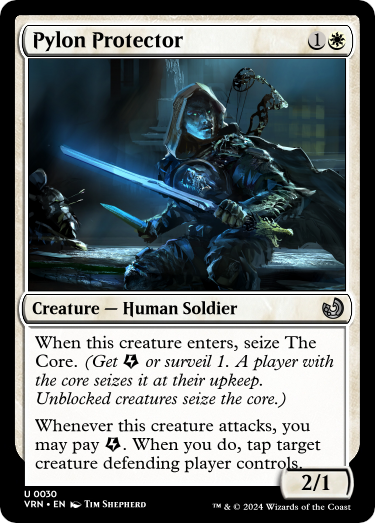 Pylon Protector 1
Creature — Human Soldier
When this creature enters, seize The
Core. (Get or surveil 1. A player with
the core seizes it at their upkeep.
Unblocked creatures seize the core.)
Whenever this creature attacks, you
may pay . When you do, tap target
creature defending player controls.
2/1
U 0030
VRN • EN Tim Shepherd
™ & © 2024 Wizards of the Coast